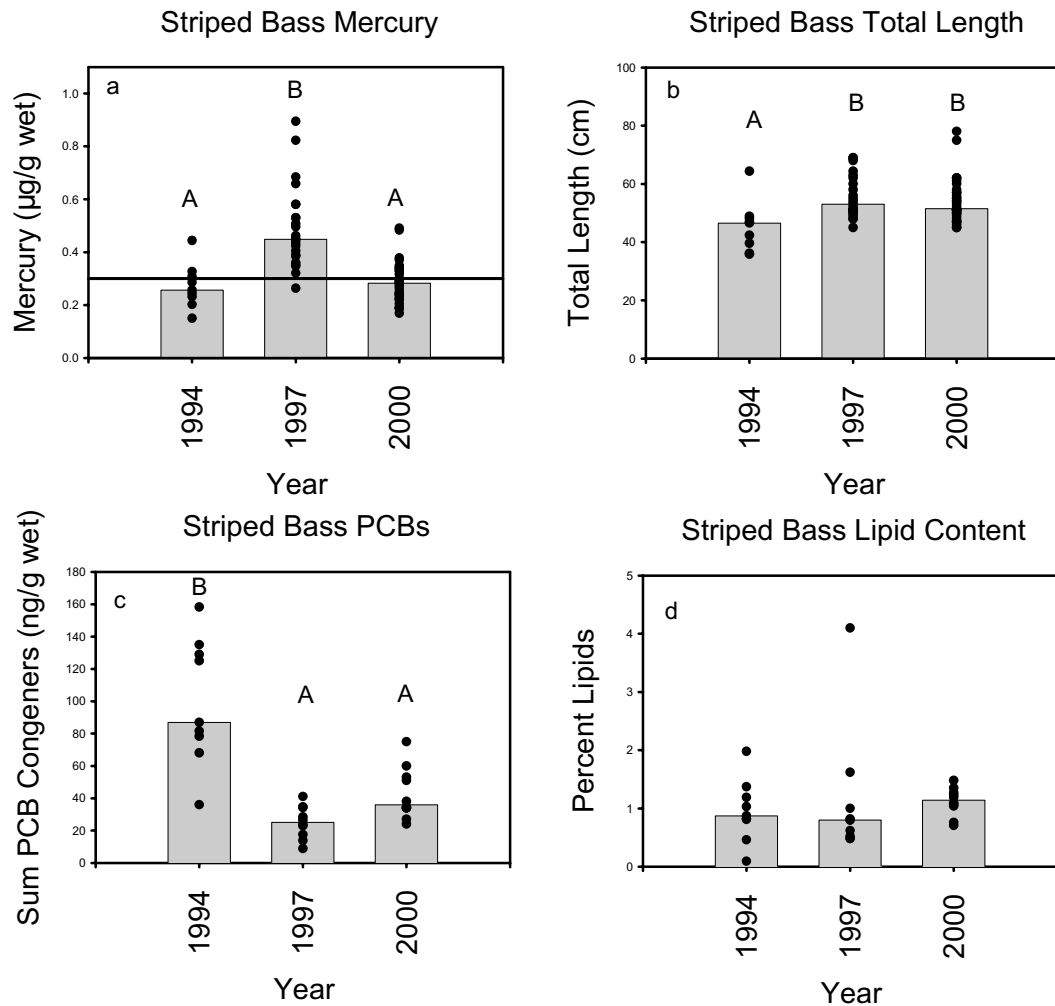 Striped Bass Mercury
a
Mercury (µg/g wet)
1.0
0.8
0.6
0.4
0.2
0.0
A
B
A
1994
1997
2000
Year
Striped Bass Total Length
b
Total Length (cm)
100
80
60
40
20
0
A
B
B
1994
1997
2000
Year
Striped Bass PCBs
c
Sum PCB Congeners (ng/g wet)
180
160
140
120
100
80
60
40
20
0
B
A
A
1994
1997
2000
Year
Striped Bass Lipid Content
d
Percent Lipids
5
4
3
2
1
0
1994
1997
2000
Year